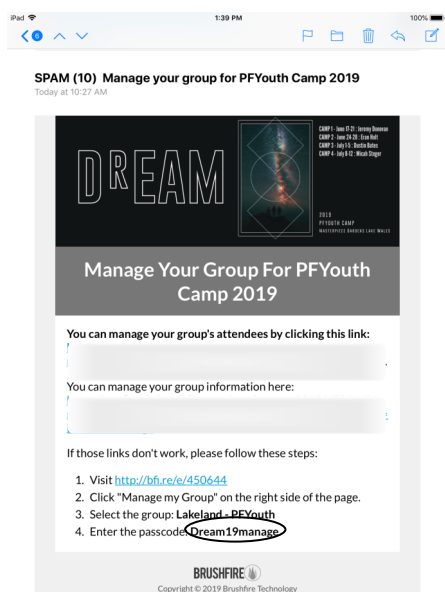 iPad 1:39 PM 100%
6
SPAM (10) Manage your group for PFYouth Camp 2019
Today at 10:27 AM
DREAM
CAMP 1 - June 17-21 : Jeremy Donovan
CAMP 2 - June 24-28 : Eran Holt
CAMP 3 - July 1-5 : Dustin Bates
CAMP 4 - July 8-12 : Micah Stager
2019
PFYOUTH CAMP
MASTERPIECE GARDENS LAKE WALES
Manage Your Group For PFYouth
Camp 2019
You can manage your group's attendees by clicking this link:
You can manage your group information here:
If those links don't work, please follow these steps:
1. Visit http://bfi.re/e/450644
2. Click "Manage my Group" on the right side of the page.
3. Select the group: Lakeland - PFYouth
4. Enter the passcode: Dream19manage
BRUSHFIRE
Copyright © 2019 Brushfire Technology